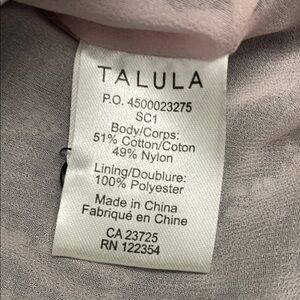 TALULA
P.O. 4500023275
SC1
Body/Corps:
51% Cotton/Coton
49% Nylon
Lining/Doublure:
100% Polyester
Made in China
Fabriqué en Chine
CA 23725
RN 122354